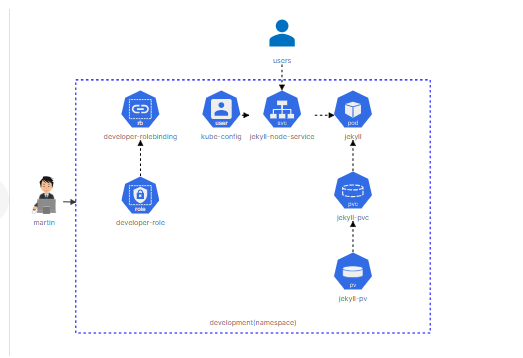 users
rb
user
svc
pod
developer-rolebinding
kube-config
jekyll-node-service
jekyll
role
pvc
martin
developer-role
jekyll-pvc
pv
jekyll-pv
development(namespace)